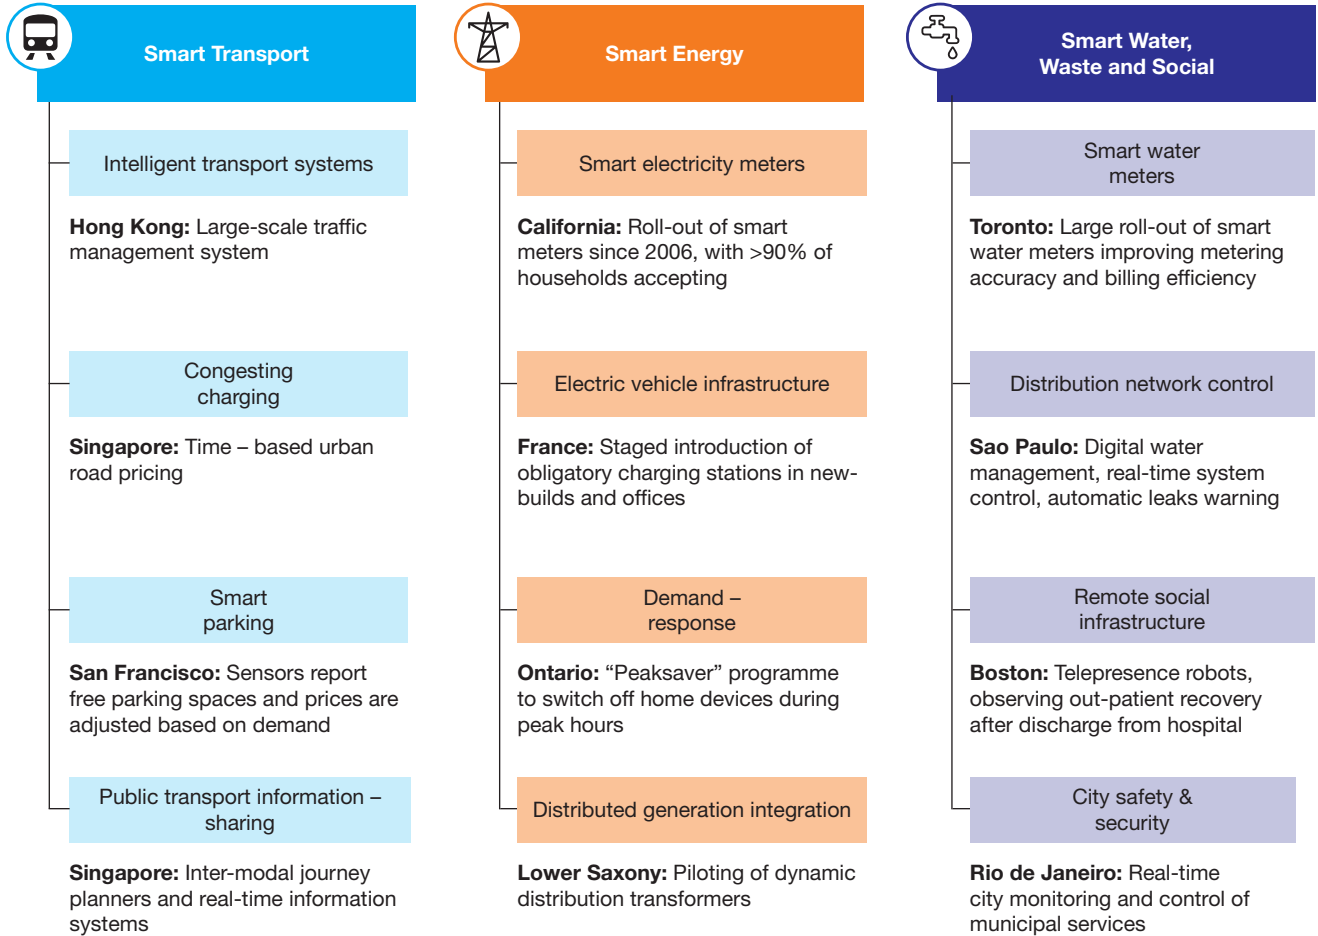 Smart Transport
Intelligent transport systems
Hong Kong: Large-scale traffic
management system
Congesting
charging
Singapore: Time – based urban
road pricing
Smart
parking
San Francisco: Sensors report
free parking spaces and prices are
adjusted based on demand
Public transport information –
sharing
Singapore: Inter-modal journey
planners and real-time information
systems
Smart Energy
Smart electricity meters
California: Roll-out of smart
meters since 2006, with >90% of
households accepting
Electric vehicle infrastructure
France: Staged introduction of
obligatory charging stations in new-
builds and offices
Demand –
response
Ontario: “Peaksaver” programme
to switch off home devices during
peak hours
Distributed generation integration
Lower Saxony: Piloting of dynamic
distribution transformers
Smart Water,
Waste and Social
Smart water
meters
Toronto: Large roll-out of smart
water meters improving metering
accuracy and billing efficiency
Distribution network control
Sao Paulo: Digital water
management, real-time system
control, automatic leaks warning
Remote social
infrastructure
Boston: Telepresence robots,
observing out-patient recovery
after discharge from hospital
City safety &
security
Rio de Janeiro: Real-time
city monitoring and control of
municipal services